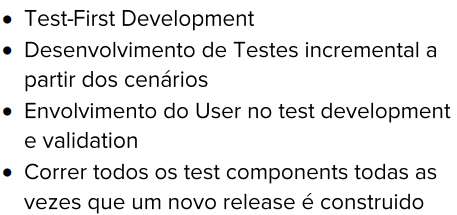 • Test-First Development
• Desenvolvimento de Testes incremental a
partir dos cenários
• Envolvimento do User no test development
e validation
• Correr todos os test components todas as
vezes que um novo release é construido